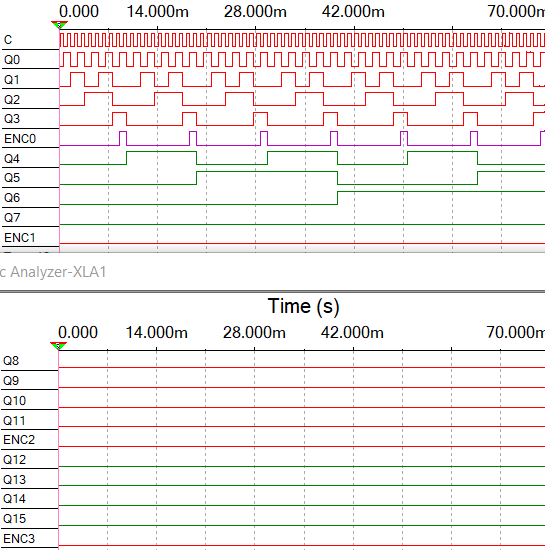 0.000 14.000m 28.000m 42.000m 70.000m
C
Q0
Q1
Q2
Q3
ENC0
Q4
Q5
Q6
Q7
ENC1
c Analyzer-XLA1
Time (s)
0.000 14.000m 28.000m 42.000m 70.000m
Q8
Q9
Q10
Q11
ENC2
Q12
Q13
Q14
Q15
ENC3